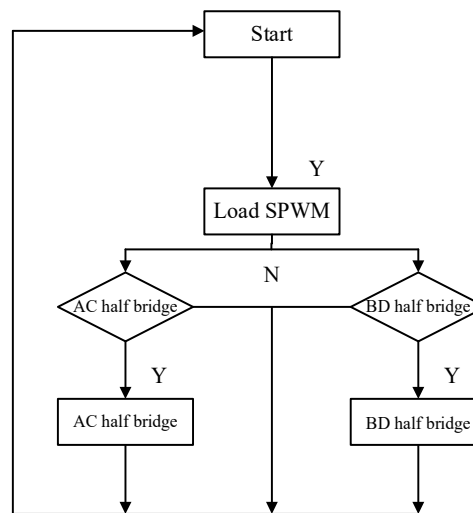 Start
Y
Load SPWM
N
AC half bridge
BD half bridge
Y
Y
AC half bridge
BD half bridge